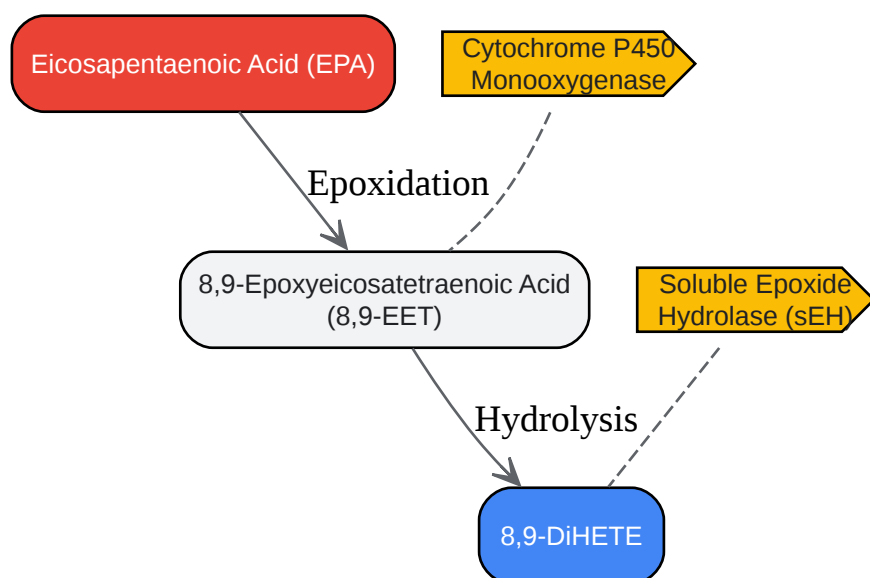 Eicosapentaenoic Acid (EPA)
Cytochrome P450
Monooxygenase
Epoxidation
8,9-Epoxyeicosatetraenoic Acid
(8,9-EET)
Soluble Epoxide
Hydrolase (sEH)
Hydrolysis
8,9-DiHETE